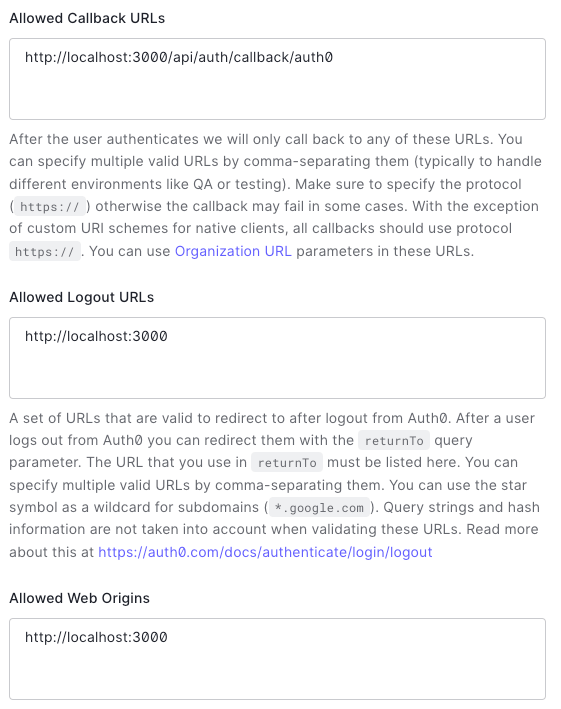 Allowed Callback URLs
http://localhost:3000/api/auth/callback/auth0
After the user authenticates we will only call back to any of these URLs. You
can specify multiple valid URLs by comma-separating them (typically to handle
different environments like QA or testing). Make sure to specify the protocol
( https:// ) otherwise the callback may fail in some cases. With the exception
of custom URI schemes for native clients, all callbacks should use protocol
https:// . You can use Organization URL parameters in these URLs.
Allowed Logout URLs
http://localhost:3000
A set of URLs that are valid to redirect to after logout from Auth0. After a user
logs out from Auth0 you can redirect them with the returnTo query
parameter. The URL that you use in returnTo must be listed here. You can
specify multiple valid URLs by comma-separating them. You can use the star
symbol as a wildcard for subdomains ( *.google.com ). Query strings and hash
information are not taken into account when validating these URLs. Read more
about this at https://auth0.com/docs/authenticate/login/logout
Allowed Web Origins
http://localhost:3000